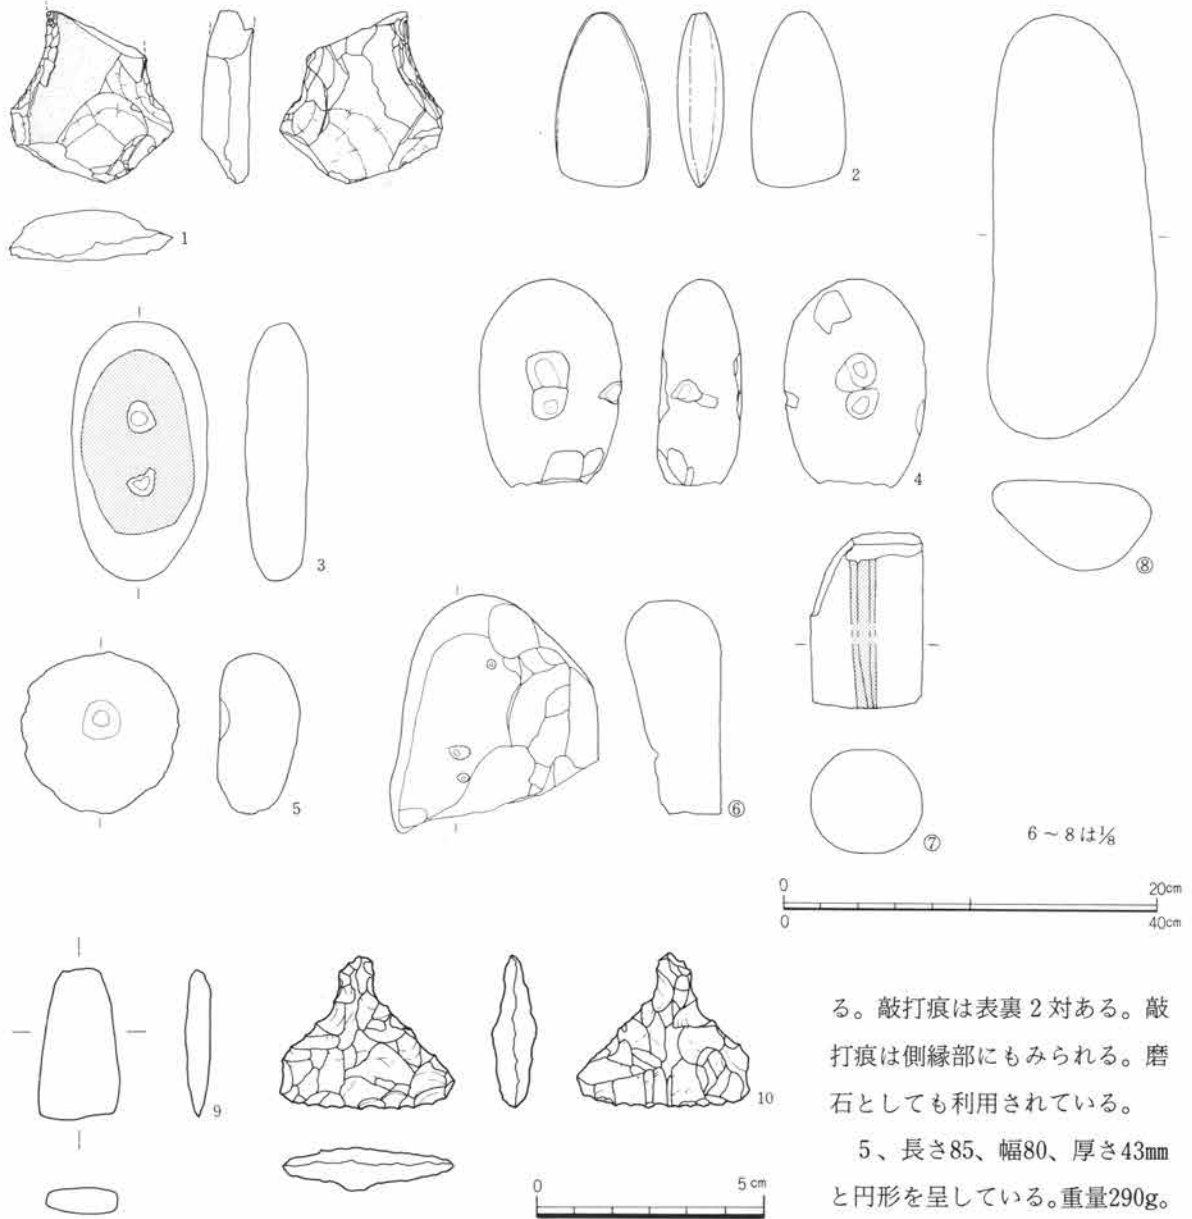 1
2
3
4
⑧
5
⑥
⑦
6～8は⅛
0 20cm
0 40cm
9
10
0 5cm
る。敲打痕は表裏2対ある。敲
打痕は側縁部にもみられる。磨
石としても利用されている。
5、長さ85、幅80、厚さ43mm
と円形を呈している。重量290g。